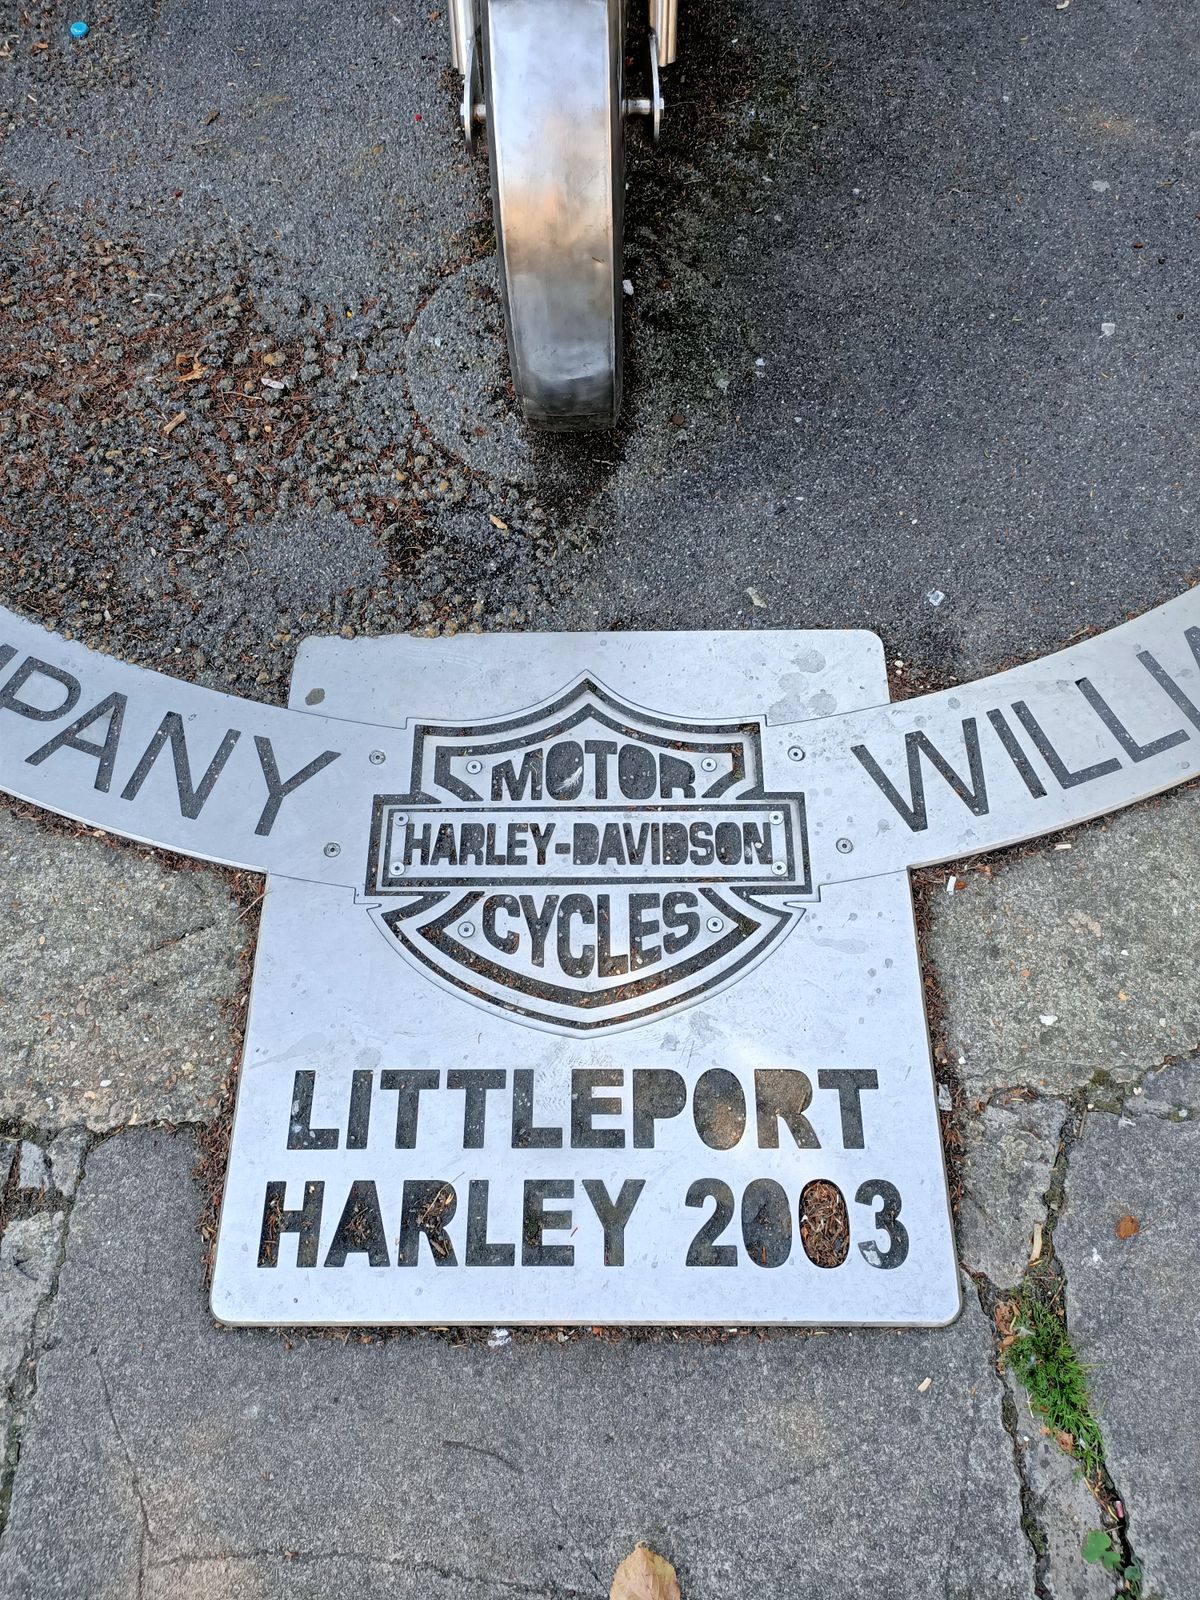 MOTOR
HARLEY-DAVIDSON
CYCLES
LITTLEPORT
HARLEY 2003